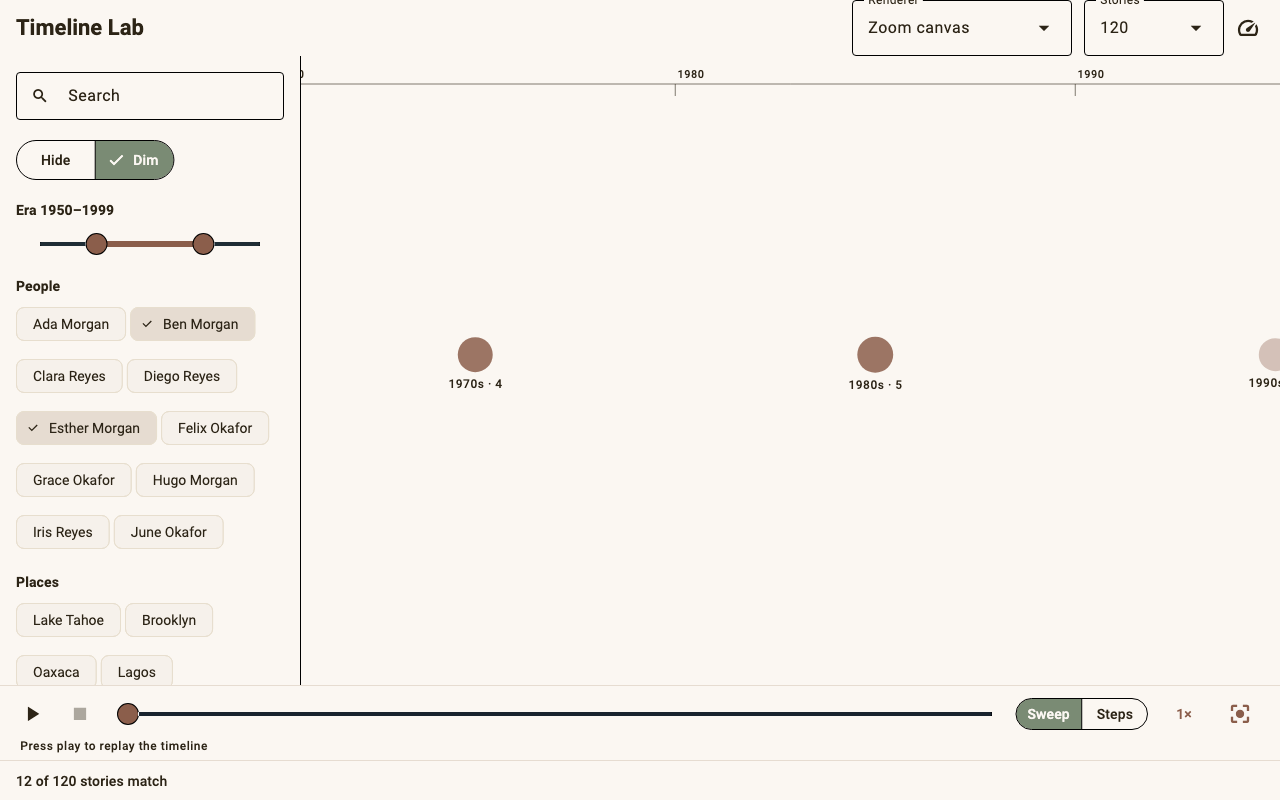 Timeline Lab
Renderer
Zoom canvas
Stories
120
Search
Hide
Dim
Era 1950–1999
People
Ada Morgan
Ben Morgan
Clara Reyes
Diego Reyes
Esther Morgan
Felix Okafor
Grace Okafor
Hugo Morgan
Iris Reyes
June Okafor
Places
Lake Tahoe
Brooklyn
Oaxaca
Lagos
1980
1990
1970s · 4
1980s · 5
1990s
Sweep
Steps
1×
Press play to replay the timeline
12 of 120 stories match